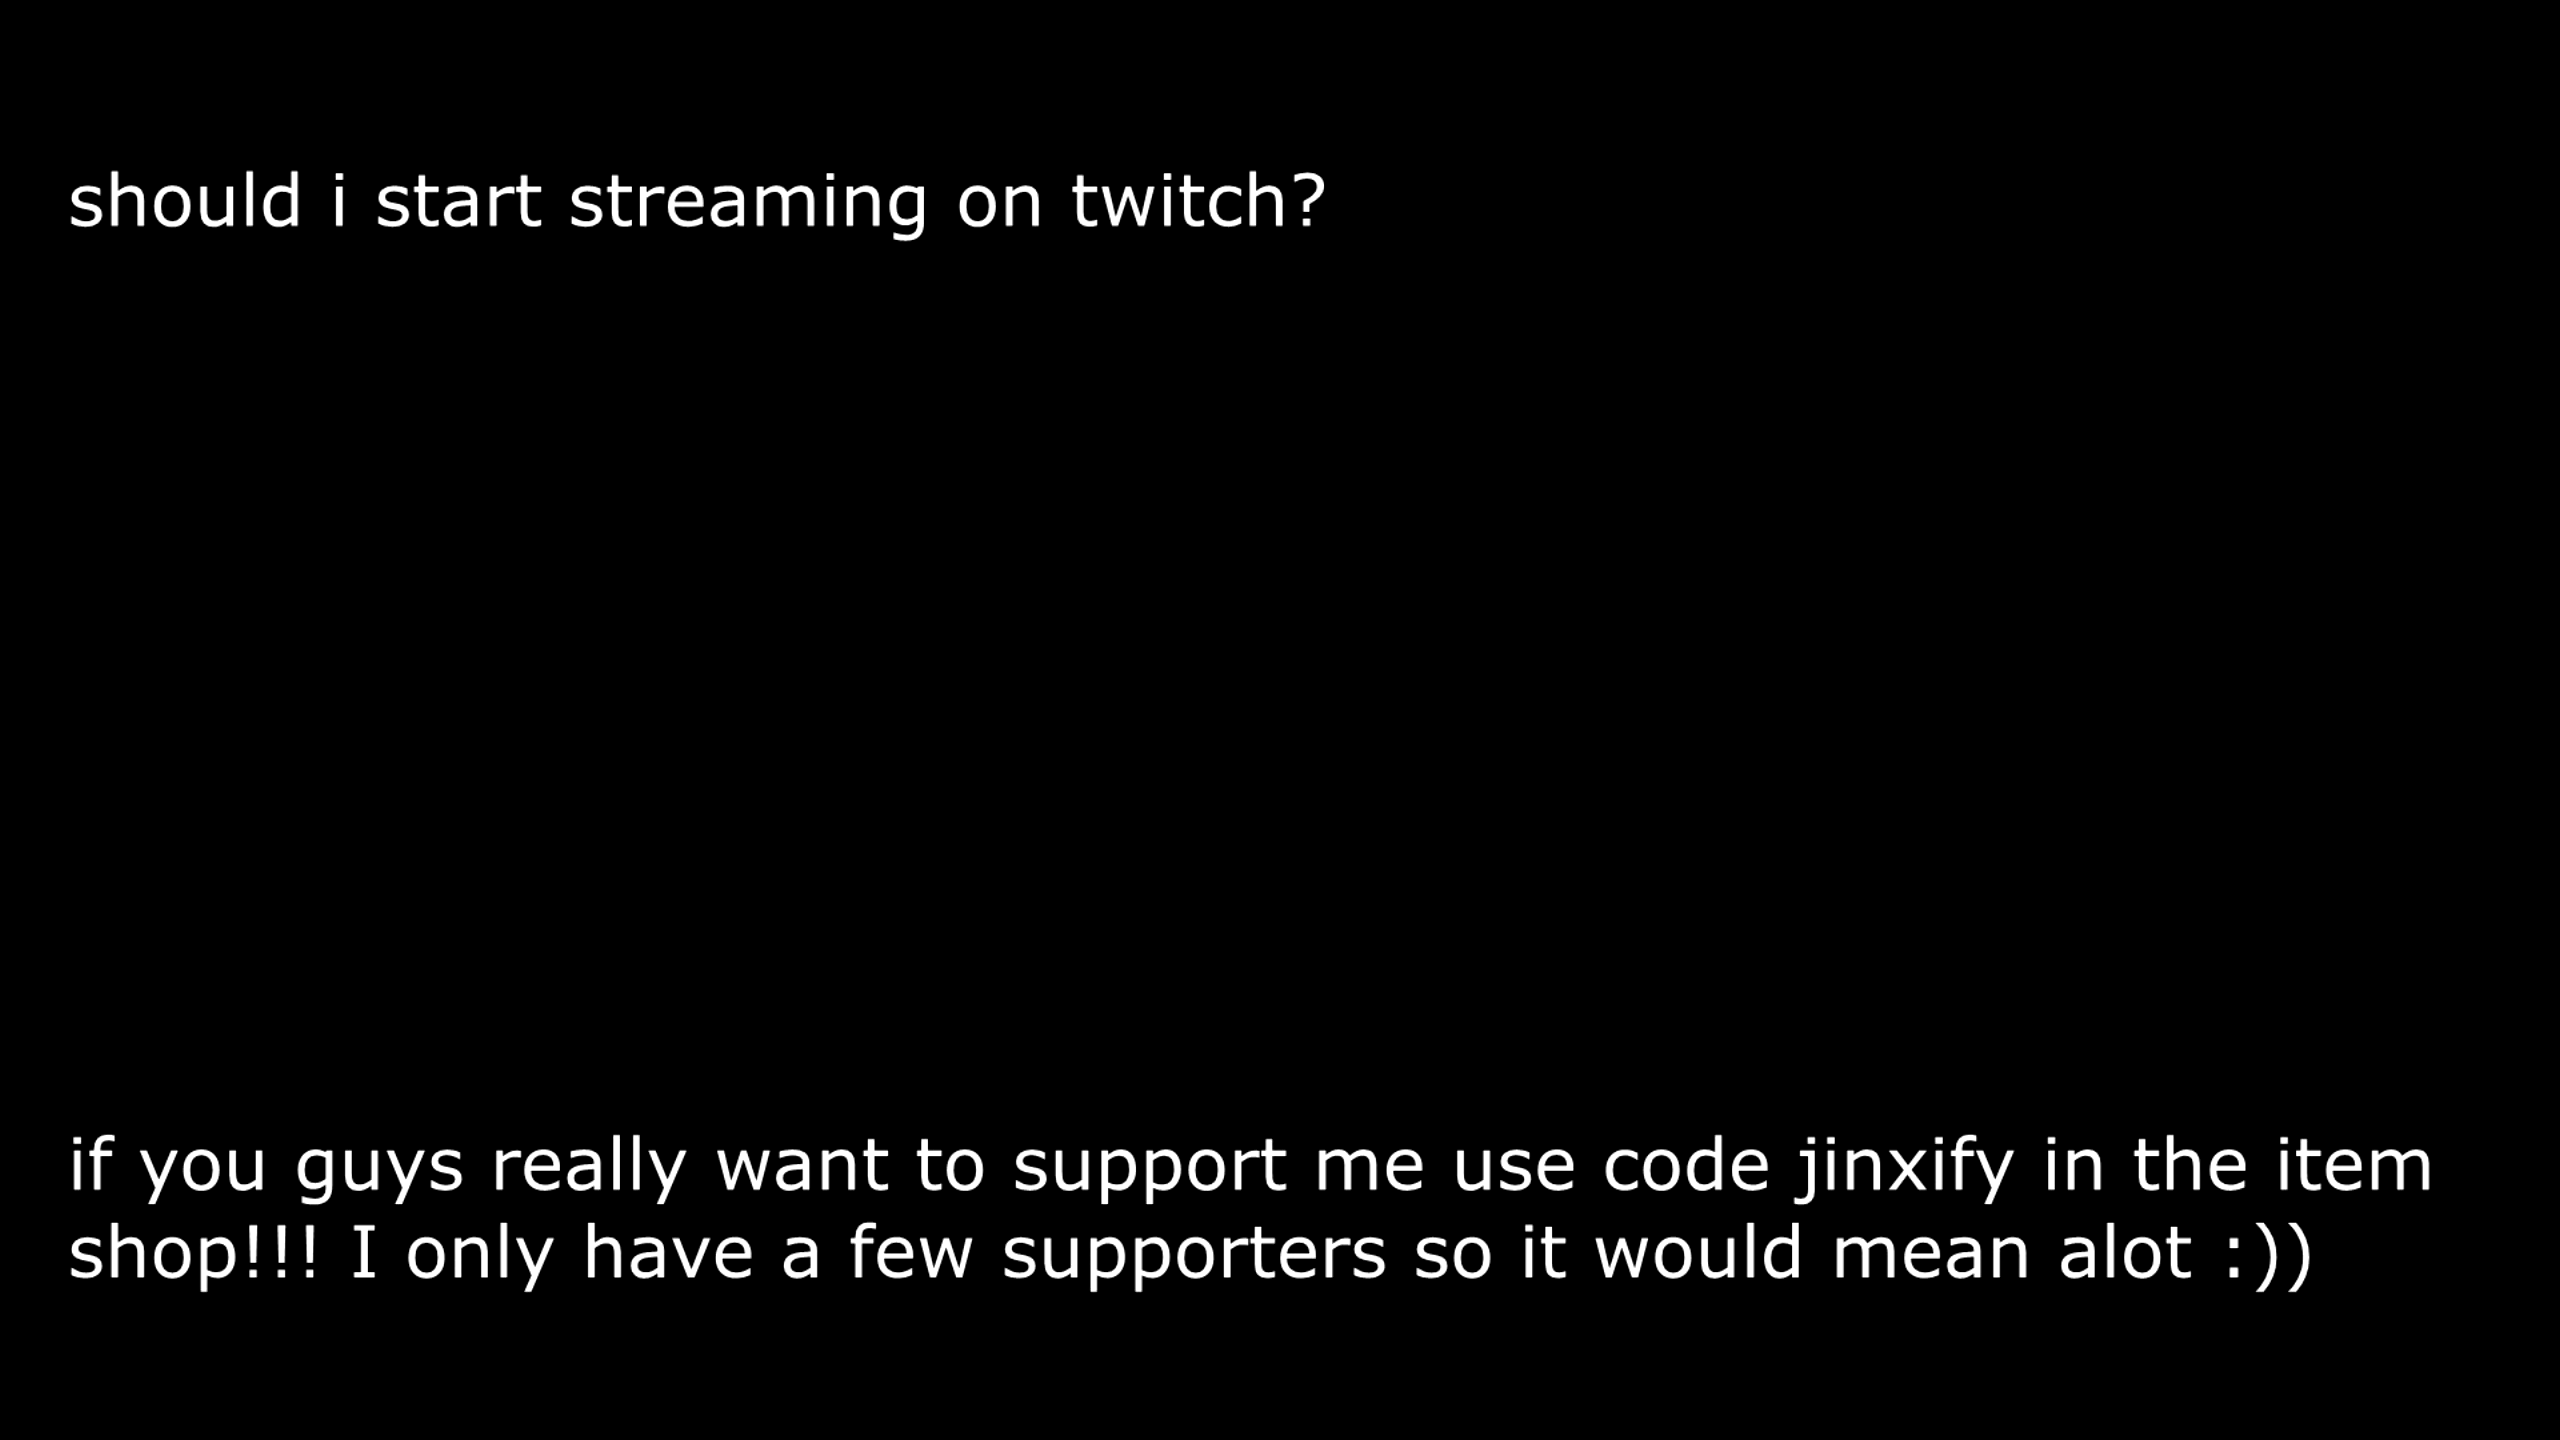 should i start streaming on twitch?
if you guys really want to support me use code jinxify in the item
shop!!! I only have a few supporters so it would mean alot :))